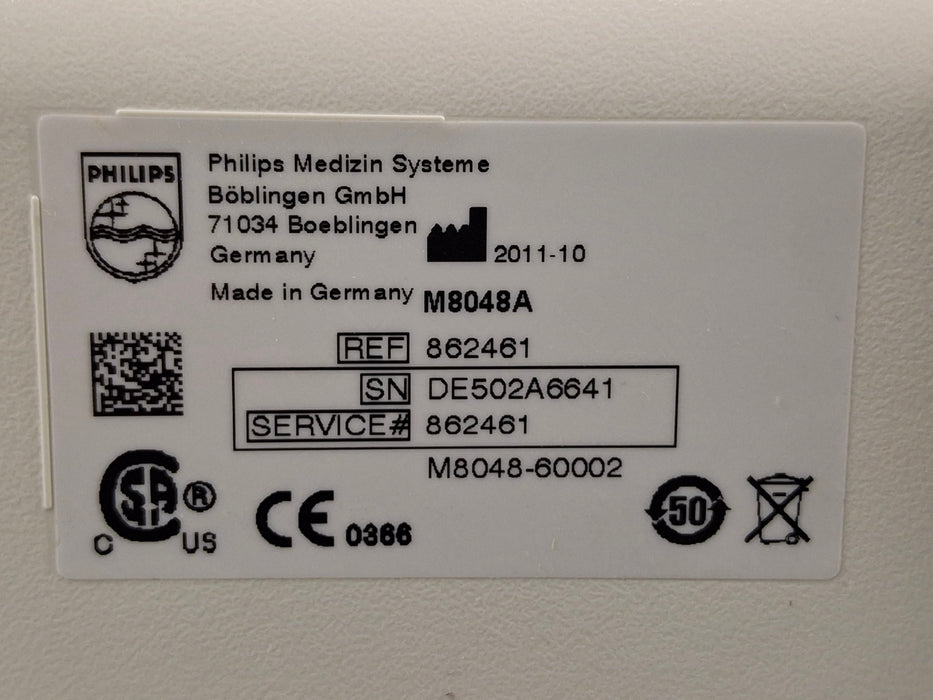 PHILIPS
Philips Medizin Systeme
Böblingen GmbH
71034 Boeblingen
Germany 2011-10
Made in Germany M8048A
REF 862461
SN DE502A6641
SERVICE# 862461
M8048-60002
SA ®
C US
CE 0366
50